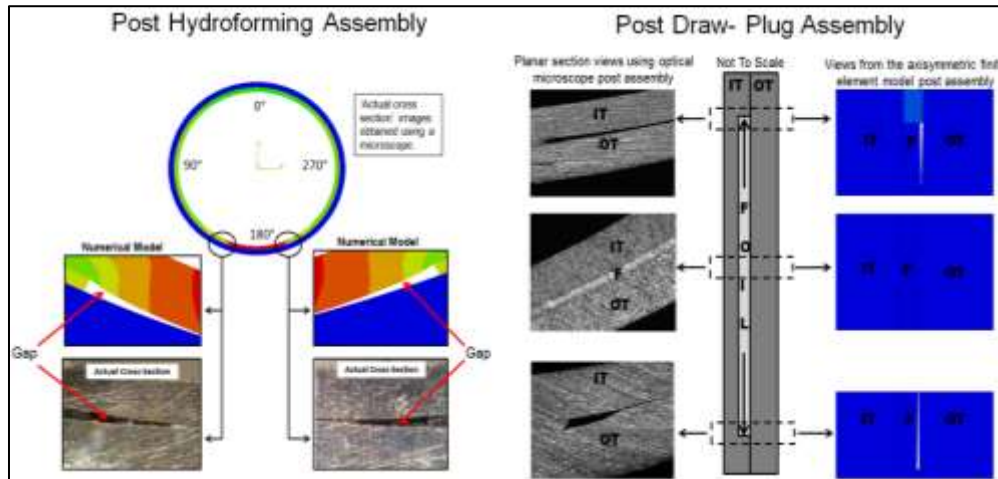 Post Hydroforming Assembly
0°
90°
270°
180°
Actual cross
section images
obtained using a
microscope.
Numerical Model
Numerical Model
Gap
Gap
Actual Cross Section
Actual Cross Section
Post Draw- Plug Assembly
Planar section views using optical
microscope post assembly
Not To Scale
Views from the axisymmetric finite
element model post assembly
IT
OT
IT OT
IT F OT
IT
F
OT
F
O
I
L
IT F OT
IT
OT
IT OT